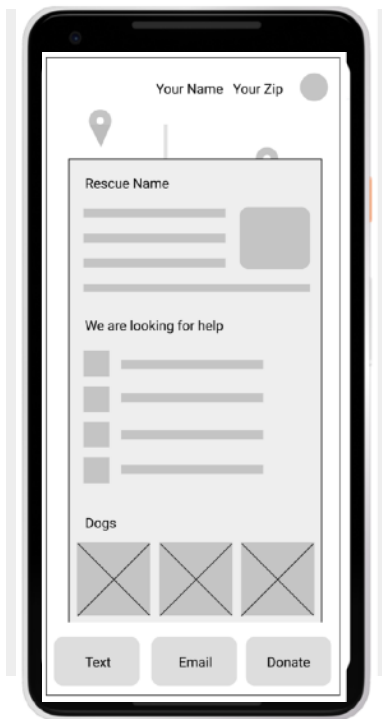 Your Name Your Zip
Rescue Name
We are looking for help
Dogs
Text Email Donate